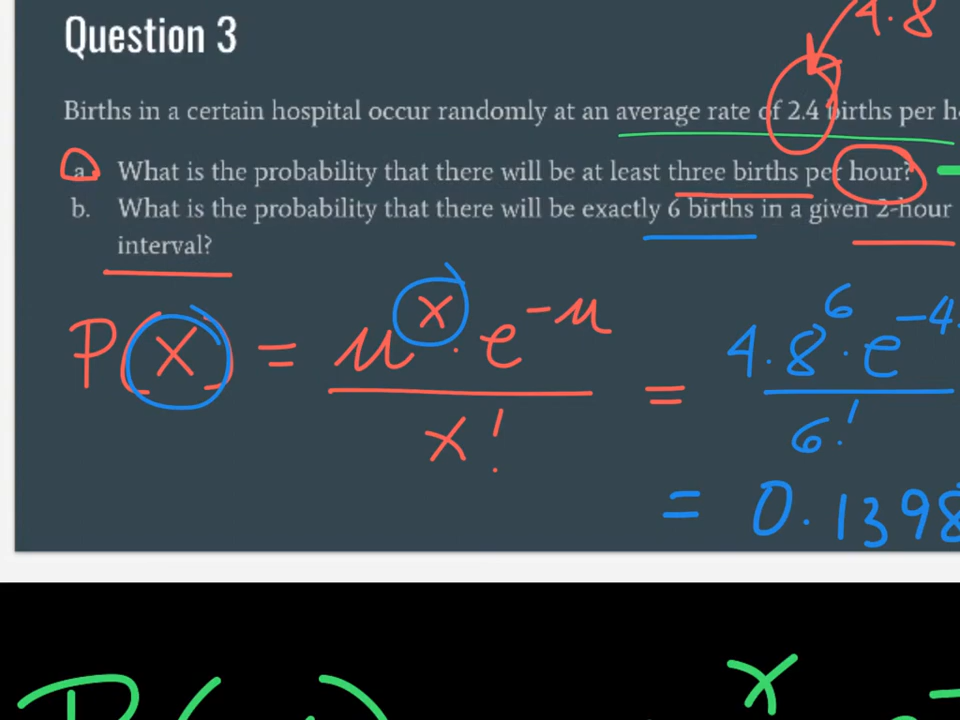 4.8
Question 3
Births in a certain hospital occur randomly at an average rate of 2.4 births per h
a. What is the probability that there will be at least three births per hour?
b. What is the probability that there will be exactly 6 births in a given 2-hour
interval?
P(X) = μ^x · e^-μ / x! = 4.8^6 · e^-4. / 6!
= 0.1398
x